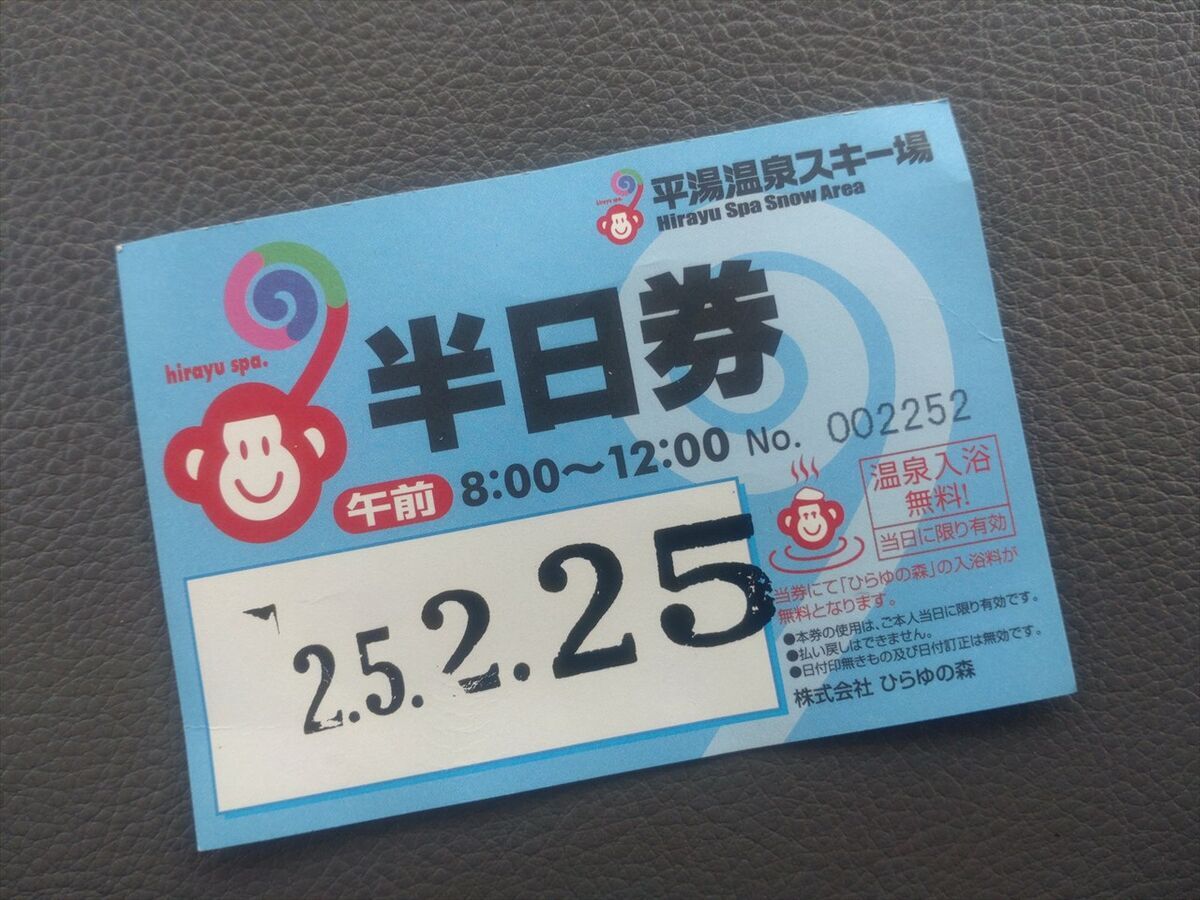 hirayu spa.
平湯温泉スキー場
Hirayu Spa Snow Area
hirayu spa.
半日券
午前 8:00～12:00 No. 002252
温泉入浴
無料!
当日に限り有効
2.5.2.25
当券にて「ひらゆの森」の入浴料が
無料となります。
●本券の使用は、ご本人当日に限り有効です。
●払い戻しはできません。
●日付印無きもの及び日付訂正は無効です。
株式会社 ひらゆの森